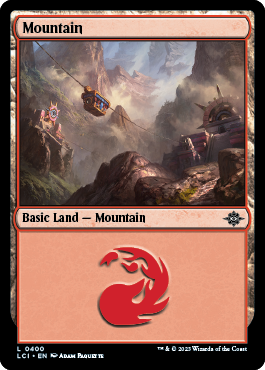 Mountain
Basic Land — Mountain
L 0400
LCI • EN Adam Paquette
™ & © 2023 Wizards of the Coast